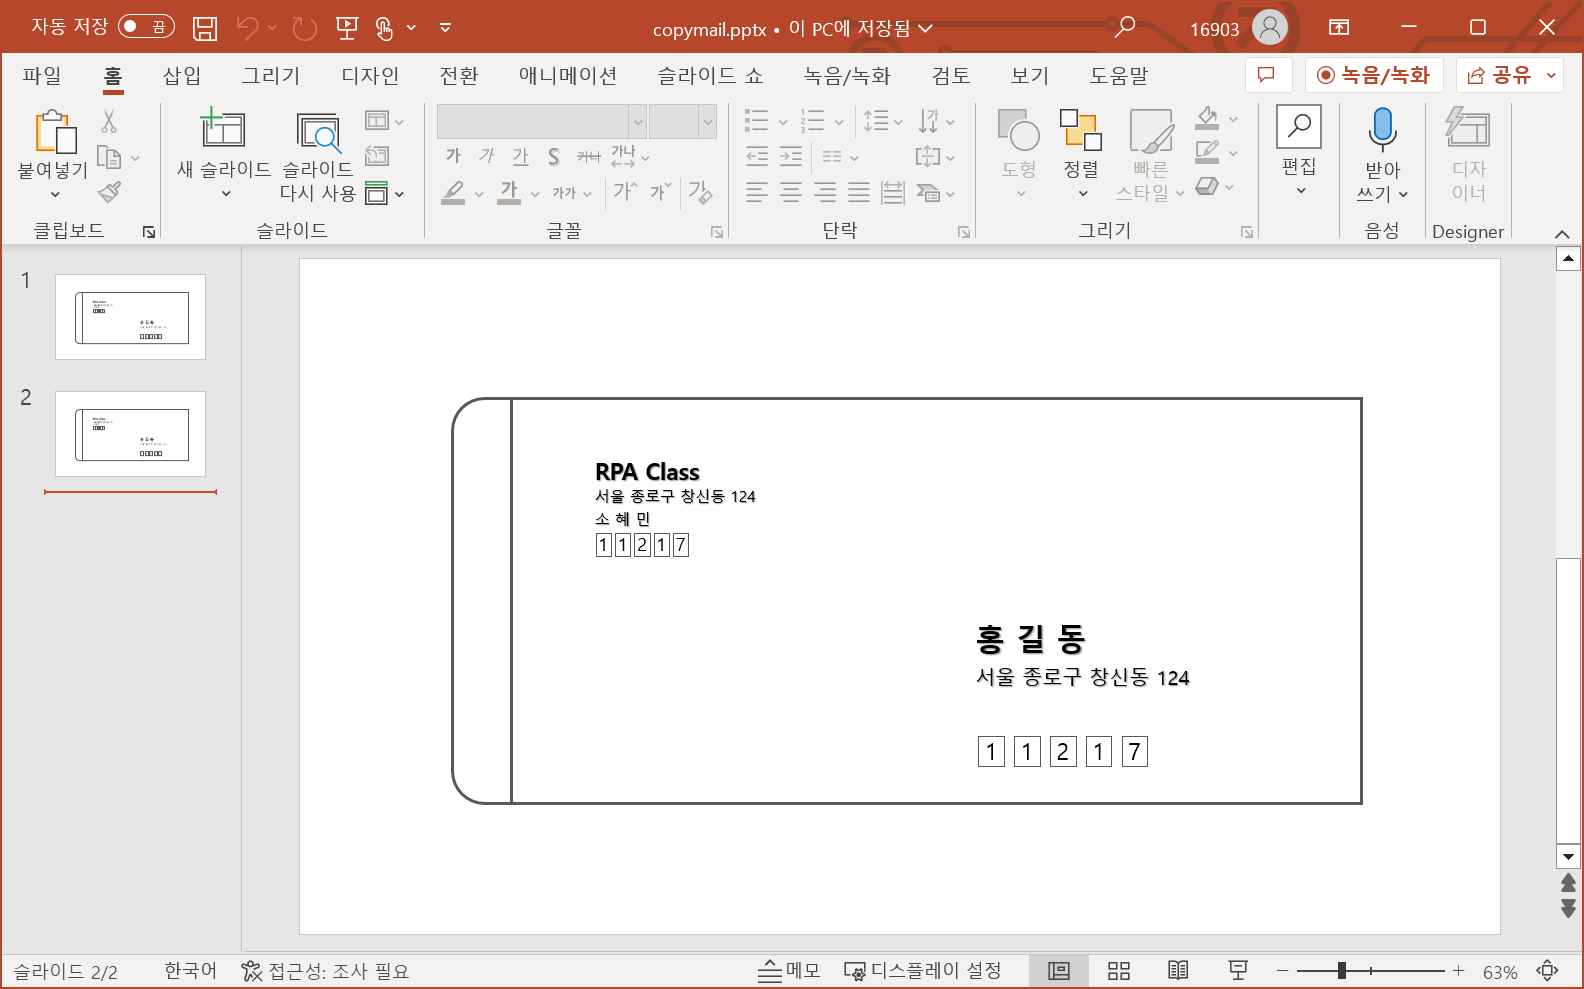 자동 저장 끔 copymail.pptx • 이 PC에 저장됨 16903
파일 홈 삽입 그리기 디자인 전환 애니메이션 슬라이드 쇼 녹음/녹화 검토 보기 도움말 녹음/녹화 공유
붙여넣기
새 슬라이드
슬라이드
다시 사용
가 가 가 S 가나 가나
가 가가 가 가 가
도형
정렬
빠른
스타일
편집
받아
쓰기
디자
이너
클립보드 슬라이드 글꼴 단락 그리기 음성 Designer
1
2
RPA Class
서울 종로구 창신동 124
소 혜 민
1 1 2 1 7
홍 길 동
서울 종로구 창신동 124
1 1 2 1 7
슬라이드 2/2 한국어 접근성: 조사 필요 메모 디스플레이 설정 63%